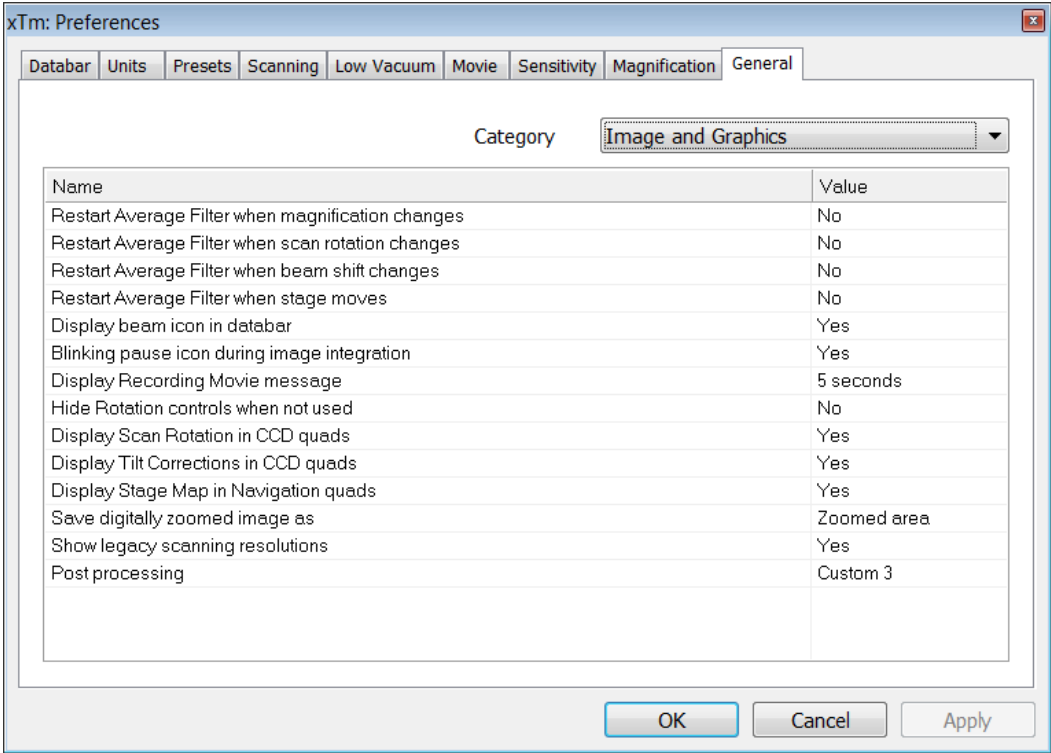 xTm: Preferences
Databar Units Presets Scanning Low Vacuum Movie Sensitivity Magnification General
Category Image and Graphics
Name Value
Restart Average Filter when magnification changes No
Restart Average Filter when scan rotation changes No
Restart Average Filter when beam shift changes No
Restart Average Filter when stage moves No
Display beam icon in databar Yes
Blinking pause icon during image integration Yes
Display Recording Movie message 5 seconds
Hide Rotation controls when not used No
Display Scan Rotation in CCD quads Yes
Display Tilt Corrections in CCD quads Yes
Display Stage Map in Navigation quads Yes
Save digitally zoomed image as Zoomed area
Show legacy scanning resolutions Yes
Post processing Custom 3
OK Cancel Apply